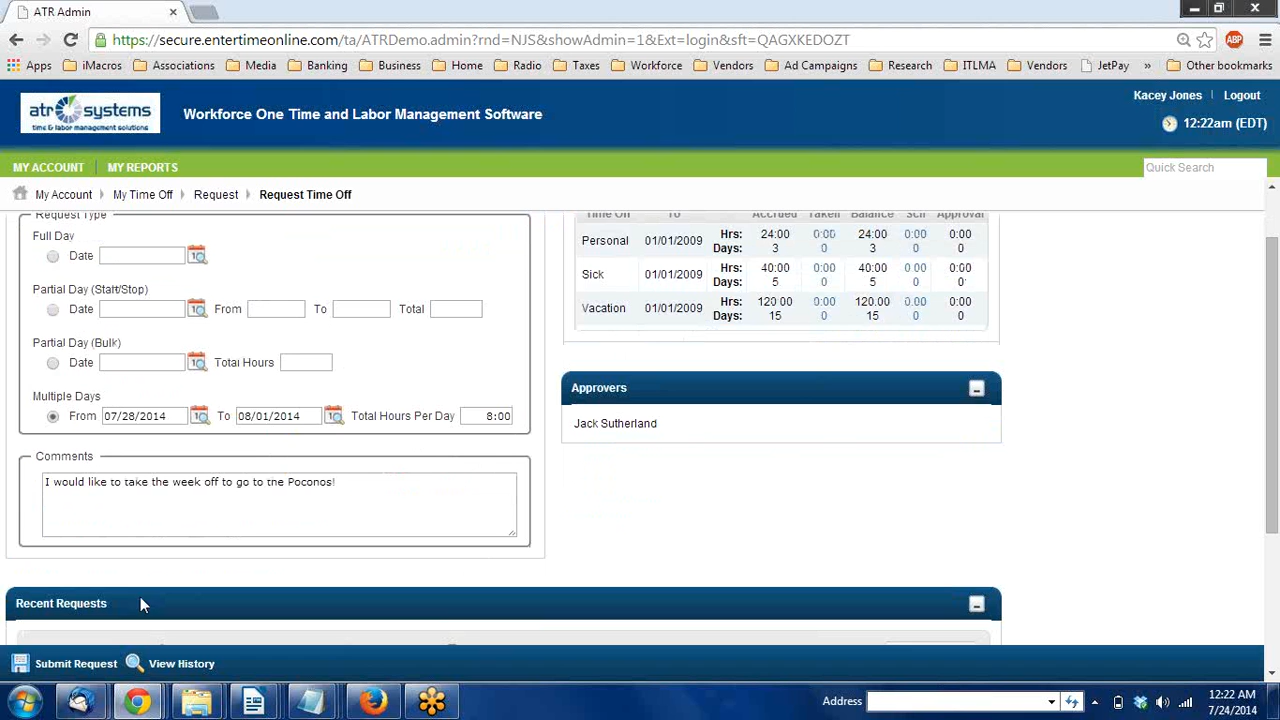 ATR Admin
https://secure.entertimeonline.com/ta/ATRDemo.admin?rnd=NJS&showAdmin=1&Ext=login&sft=QAGXKEDQZT
ABP
Apps iMacros Associations Media Banking Business Home Radio Taxes Workforce Vendors Ad Campaigns Research ITLMA Vendors JetPay » Other bookmarks
atr systems
time & labor management solutions
Workforce One Time and Labor Management Software
Kacey Jones Logout
12:22am (EDT)
MY ACCOUNT MY REPORTS
Quick Search
My Account My Time Off Request Request Time Off
Request Type
Full Day
Date
Partial Day (Start/Stop)
Date From To Total
Partial Day (Bulk)
Date Total Hours
Multiple Days
From 07/28/2014 To 08/01/2014 Total Hours Per Day 8:00
Comments
I would like to take the week off to go to the Poconos!
Time Off To Accrued Taken Balance Sch Approval
Personal 01/01/2009 Hrs: 24:00 0:00 24:00 0:00 0:00
Days: 3 0 3 0 0
Sick 01/01/2009 Hrs: 40:00 0:00 40:00 0:00 0:00
Days: 5 0 5 0 0
Vacation 01/01/2009 Hrs: 120:00 0:00 120:00 0:00 0:00
Days: 15 0 15 0 0
Approvers
Jack Sutherland
Recent Requests
Submit Request View History
Address
12:22 AM
7/24/2014